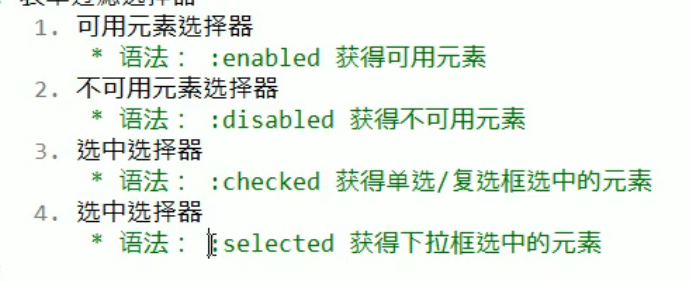 1. 可用元素选择器
* 语法： :enabled 获得可用元素
2. 不可用元素选择器
* 语法： :disabled 获得不可用元素
3. 选中选择器
* 语法： :checked 获得单选/复选框选中的元素
4. 选中选择器
* 语法： :selected 获得下拉框选中的元素